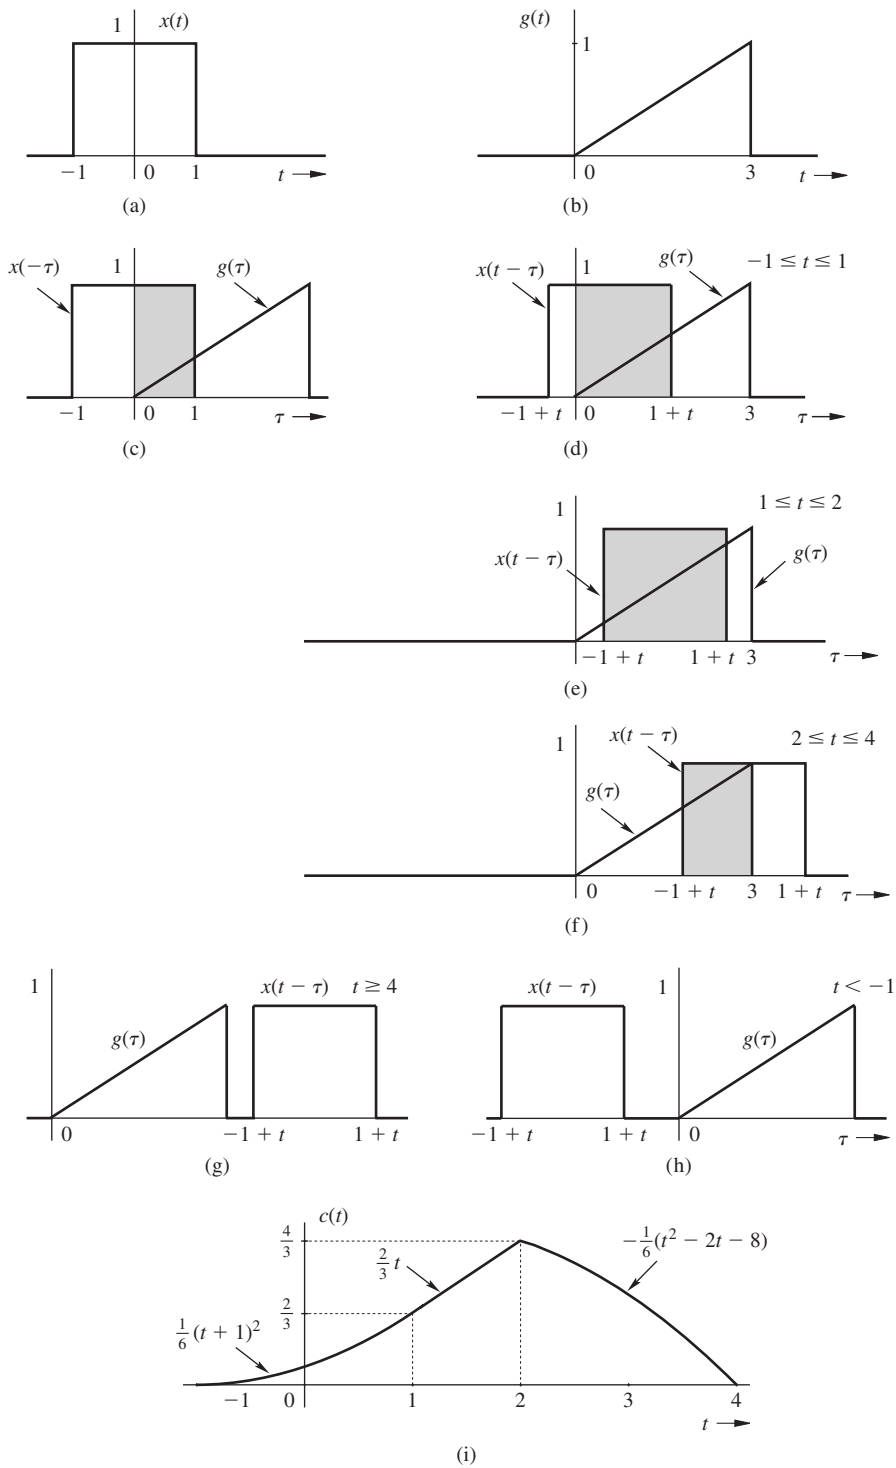 1 x(t)
−1 0 1 t
(a)
g(t)
1
0 3 t
(b)
x(−τ) 1 g(τ)
−1 0 1 τ
(c)
x(t − τ) 1 g(τ) −1 ≤ t ≤ 1
−1 + t 0 1 + t 3 τ
(d)
1 1 ≤ t ≤ 2
x(t − τ) g(τ)
−1 + t 1 + t 3 τ
(e)
1 x(t − τ) 2 ≤ t ≤ 4
g(τ)
0 −1 + t 3 1 + t τ
(f)
1 x(t − τ) t ≥ 4
g(τ)
0 −1 + t 1 + t
(g)
x(t − τ) 1 t < −1
g(τ)
−1 + t 1 + t 0 τ
(h)
c(t)
4/3 2/3 t −1/6(t² − 2t − 8)
2/3
1/6 (t + 1)²
−1 0 1 2 3 4
t
(i)